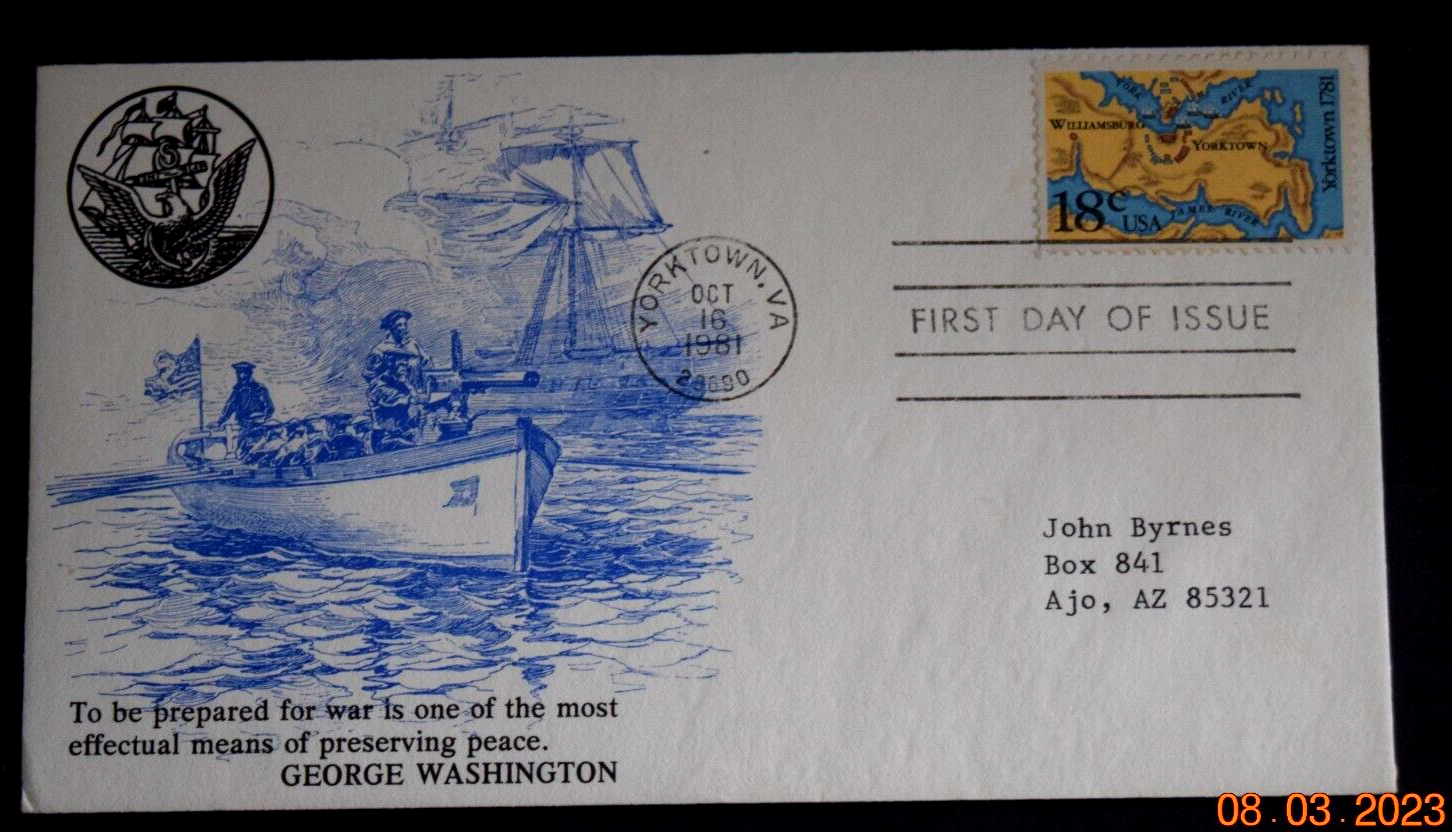 YORK RIVER
WILLIAMSBURG
YORKTOWN
Yorktown 1781
18c USA
JAMES RIVER
YORKTOWN, VA
OCT
16
1981
23690
FIRST DAY OF ISSUE
John Byrnes
Box 841
Ajo, AZ 85321
To be prepared for war is one of the most
effectual means of preserving peace.
GEORGE WASHINGTON
08.03.2023